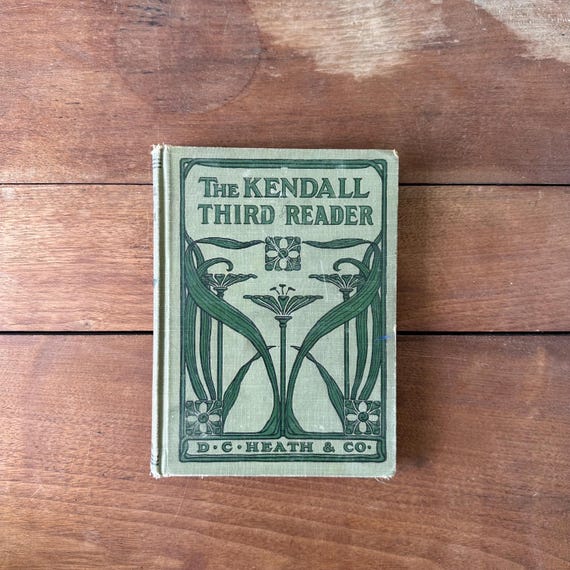 THE KENDALL
THIRD READER
D·C·HEATH & CO·